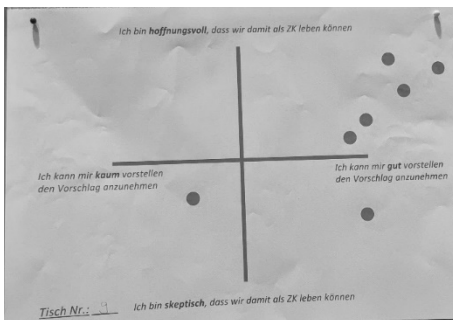 Ich bin hoffnungsvoll, dass wir damit als ZK leben können
Ich kann mir kaum vorstellen
den Vorschlag anzunehmen
Ich kann mir gut vorstellen
den Vorschlag anzunehmen
Ich bin skeptisch, dass wir damit als ZK leben können
Tisch Nr.: